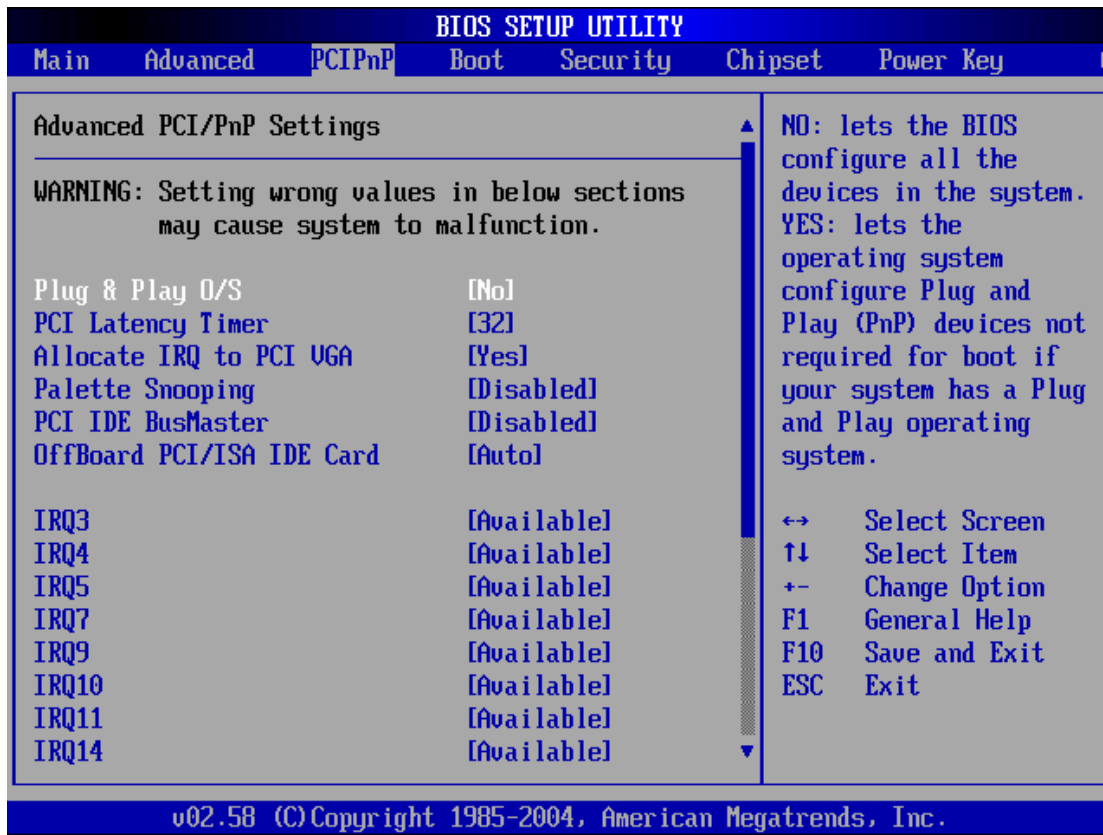 BIOS SETUP UTILITY
Main Advanced PCIPnP Boot Security Chipset Power Key
Advanced PCI/PnP Settings
WARNING: Setting wrong values in below sections
may cause system to malfunction.
Plug & Play O/S [No]
PCI Latency Timer [32]
Allocate IRQ to PCI VGA [Yes]
Palette Snooping [Disabled]
PCI IDE BusMaster [Disabled]
OffBoard PCI/ISA IDE Card [Auto]
IRQ3 [Available]
IRQ4 [Available]
IRQ5 [Available]
IRQ7 [Available]
IRQ9 [Available]
IRQ10 [Available]
IRQ11 [Available]
IRQ14 [Available]
NO: lets the BIOS
configure all the
devices in the system.
YES: lets the
operating system
configure Plug and
Play (PnP) devices not
required for boot if
your system has a Plug
and Play operating
system.
↔ Select Screen
↑↓ Select Item
+- Change Option
F1 General Help
F10 Save and Exit
ESC Exit
v02.58 (C)Copyright 1985-2004, American Megatrends, Inc.